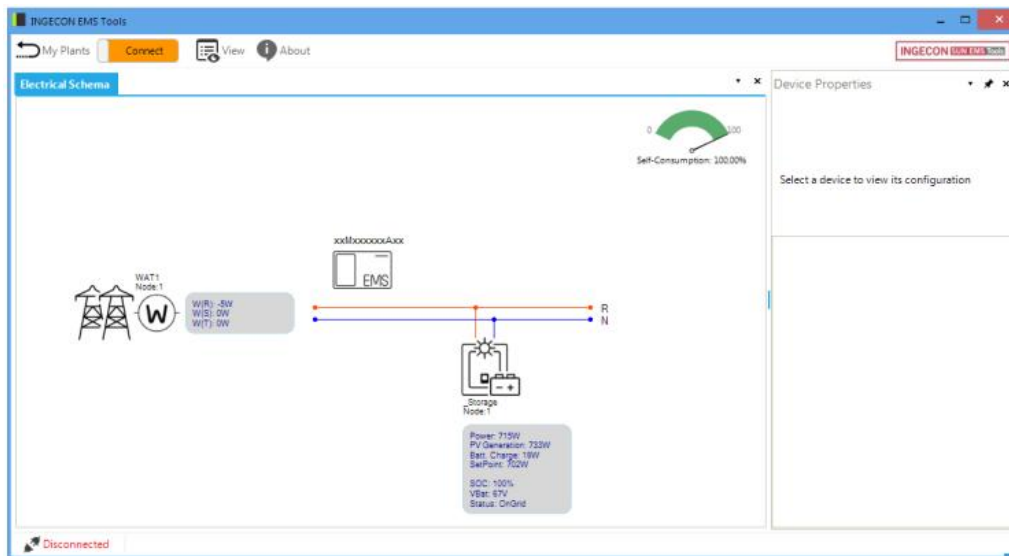 INGECON EMS Tools
My Plants Connect View About INGECON SUN EMS Tools
Electrical Schema
Device Properties
0 100
Self-Consumption: 100.00%
Select a device to view its configuration
xxMxxxxxxAxx
EMS
WAT1
Node:1
W
W(R): -5W
W(S): 0W
W(T): 0W
R
N
_Storage
Node:1
Power: 715W
PV Generation: 733W
Batt. Charge: 18W
SetPoint: 702W
SOC: 100%
VBat: 67V
Status: OnGrid
Disconnected